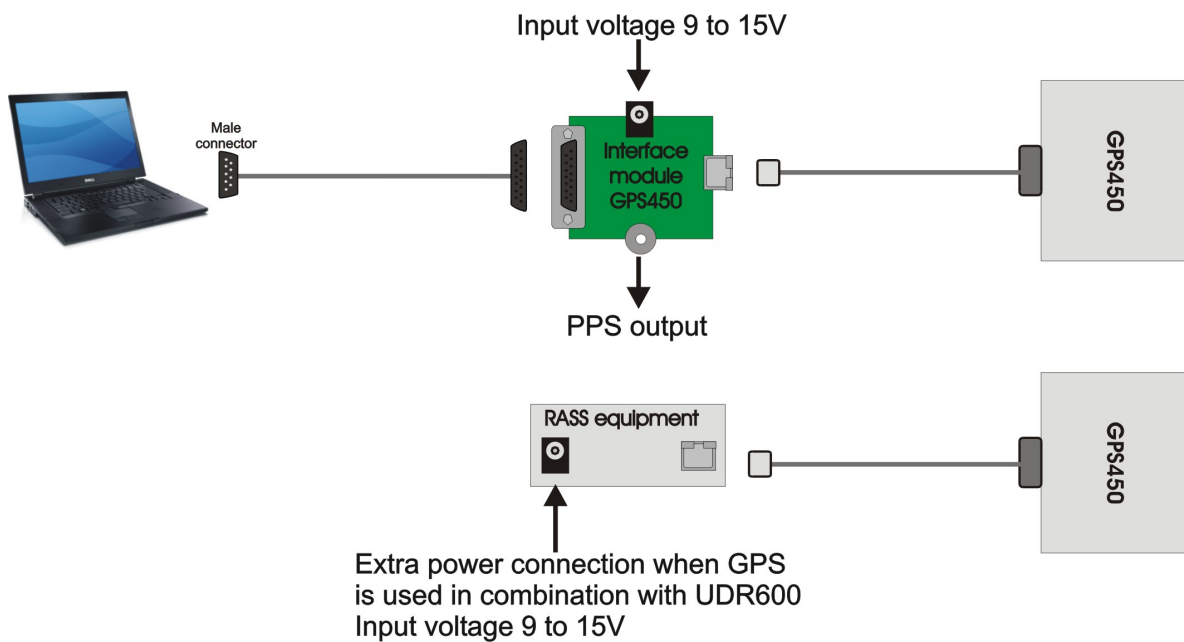 Input voltage 9 to 15V
Male
connector
DELL
Interface
module
GPS450
GPS450
PPS output
RASS equipment
GPS450
Extra power connection when GPS
is used in combination with UDR600
Input voltage 9 to 15V